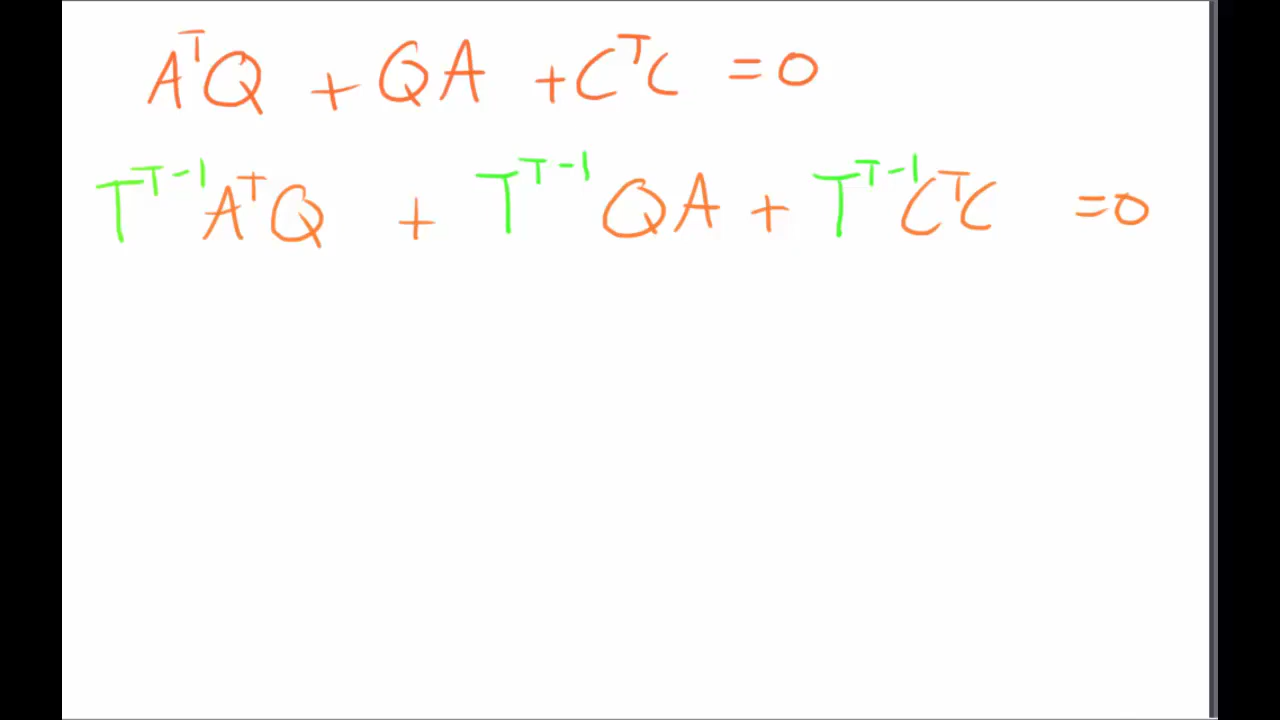 AᵀQ + QA + CᵀC = 0
Tᵀ⁻¹AᵀQ + Tᵀ⁻¹QA + Tᵀ⁻¹CᵀC = 0